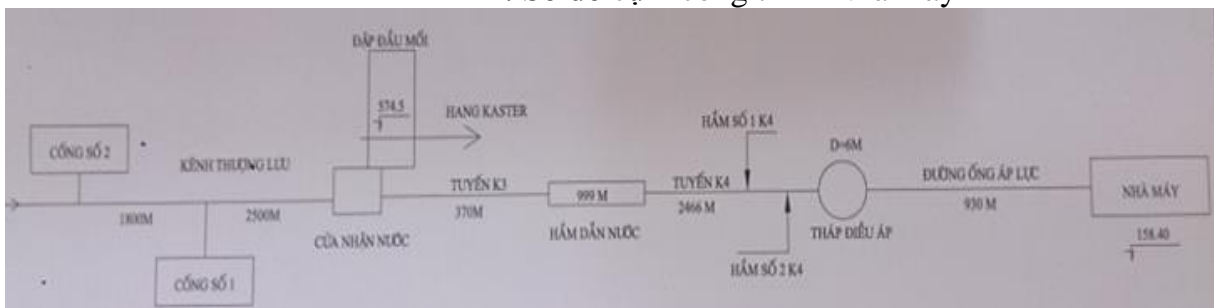 ĐẬP ĐẦU MỐI
574.5
HANG KASTER
HẦM SỐ 1 K4
D=6M
CỐNG SỐ 2
KÊNH THƯỢNG LƯU
TUYẾN K3
999 M
TUYẾN K4
ĐƯỜNG ỐNG ÁP LỰC
NHÀ MÁY
1800M
2500M
370M
2466 M
930 M
CỬA NHẬN NƯỚC
HẦM DẪN NƯỚC
THÁP ĐIỀU ÁP
158.40
CỐNG SỐ 1
HẦM SỐ 2 K4